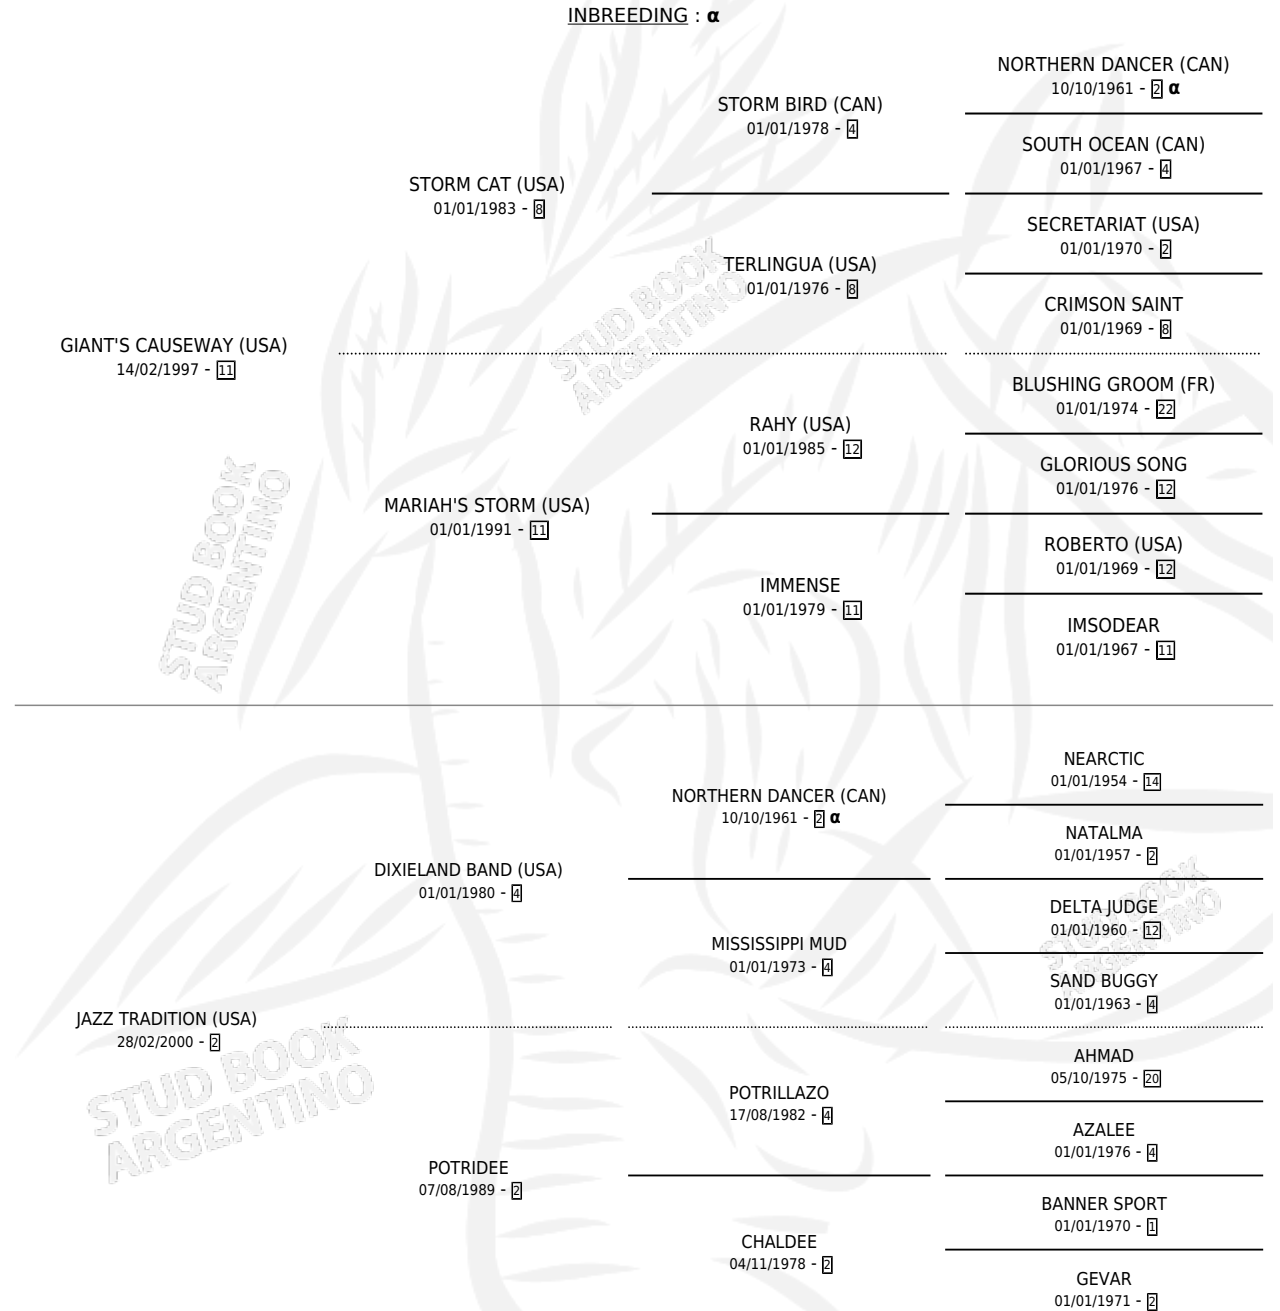 INBREEDING : α
NORTHERN DANCER (CAN)
10/10/1961 - 2 α
STORM BIRD (CAN)
01/01/1978 - 4
SOUTH OCEAN (CAN)
01/01/1967 - 4
STORM CAT (USA)
01/01/1983 - 8
SECRETARIAT (USA)
01/01/1970 - 2
TERLINGUA (USA)
01/01/1976 - 8
CRIMSON SAINT
01/01/1969 - 8
GIANT'S CAUSEWAY (USA)
14/02/1997 - 11
BLUSHING GROOM (FR)
01/01/1974 - 22
RAHY (USA)
01/01/1985 - 12
GLORIOUS SONG
01/01/1976 - 12
MARIAH'S STORM (USA)
01/01/1991 - 11
ROBERTO (USA)
01/01/1969 - 12
IMMENSE
01/01/1979 - 11
IMSODEAR
01/01/1967 - 11
NEARCTIC
01/01/1954 - 14
NORTHERN DANCER (CAN)
10/10/1961 - 2 α
NATALMA
01/01/1957 - 2
DIXIELAND BAND (USA)
01/01/1980 - 4
DELTA JUDGE
01/01/1960 - 12
MISSISSIPPI MUD
01/01/1973 - 4
SAND BUGGY
01/01/1963 - 4
JAZZ TRADITION (USA)
28/02/2000 - 2
AHMAD
05/10/1975 - 20
POTRILLAZO
17/08/1982 - 4
AZALEE
01/01/1976 - 4
POTRIDEE
07/08/1989 - 2
BANNER SPORT
01/01/1970 - 1
CHALDEE
04/11/1978 - 2
GEVAR
01/01/1971 - 2
STUD BOOK
ARGENTINO
STUD BOOK
ARGENTINO
STUD BOOK
ARGENTINO
STUD BOOK
ARGENTINO